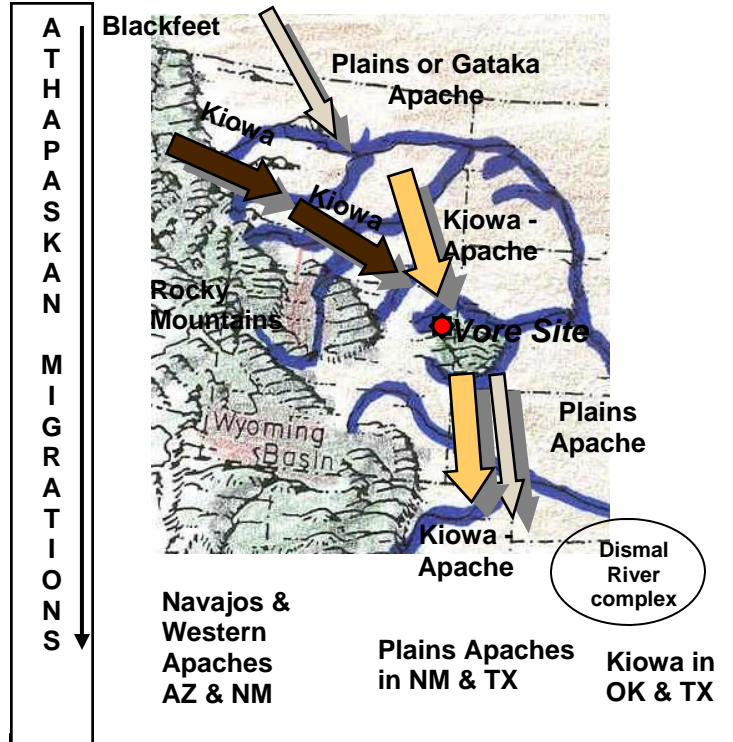 ATHAPASKAN MIGRATIONS
Blackfeet
Plains or Gataka
Apache
Kiowa
Kiowa
Kiowa -
Apache
Rocky
Mountains
Vore Site
Wyoming
Basin
Plains
Apache
Kiowa -
Apache
Dismal
River
complex
Navajos &
Western
Apaches
AZ & NM
Plains Apaches
in NM & TX
Kiowa in
OK & TX